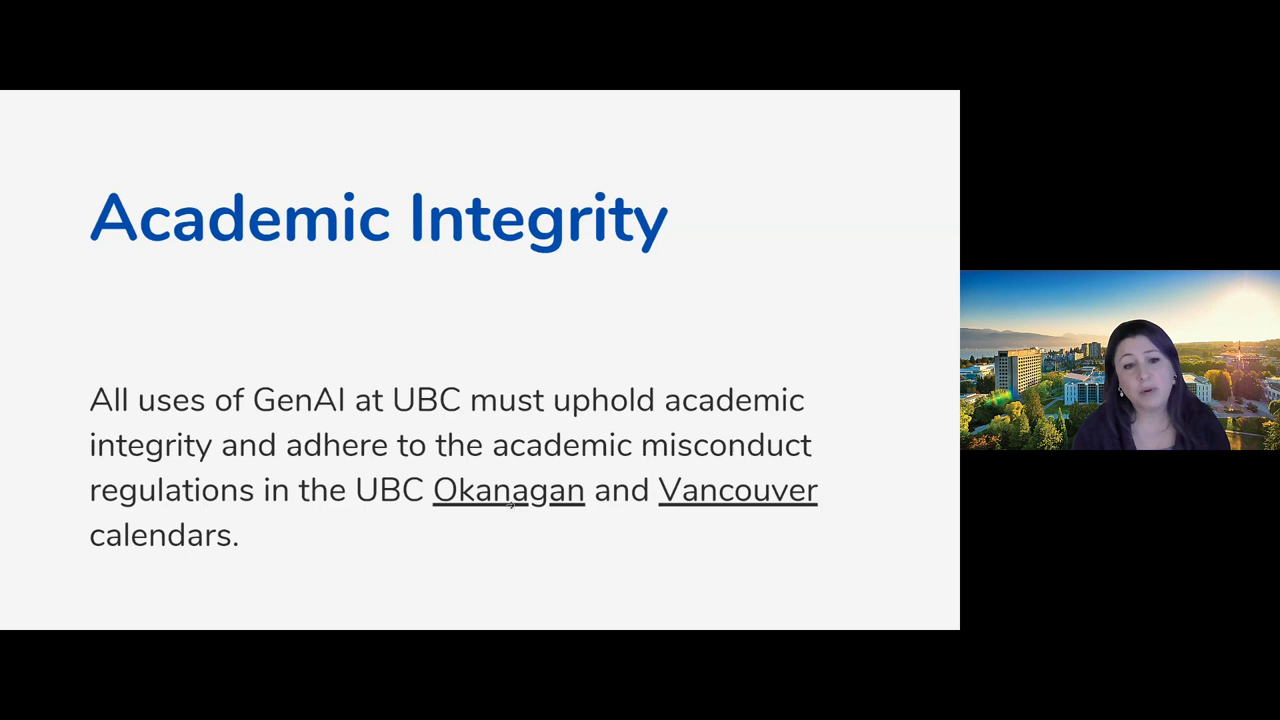 Academic Integrity
All uses of GenAI at UBC must uphold academic
integrity and adhere to the academic misconduct
regulations in the UBC Okanagan and Vancouver
calendars.